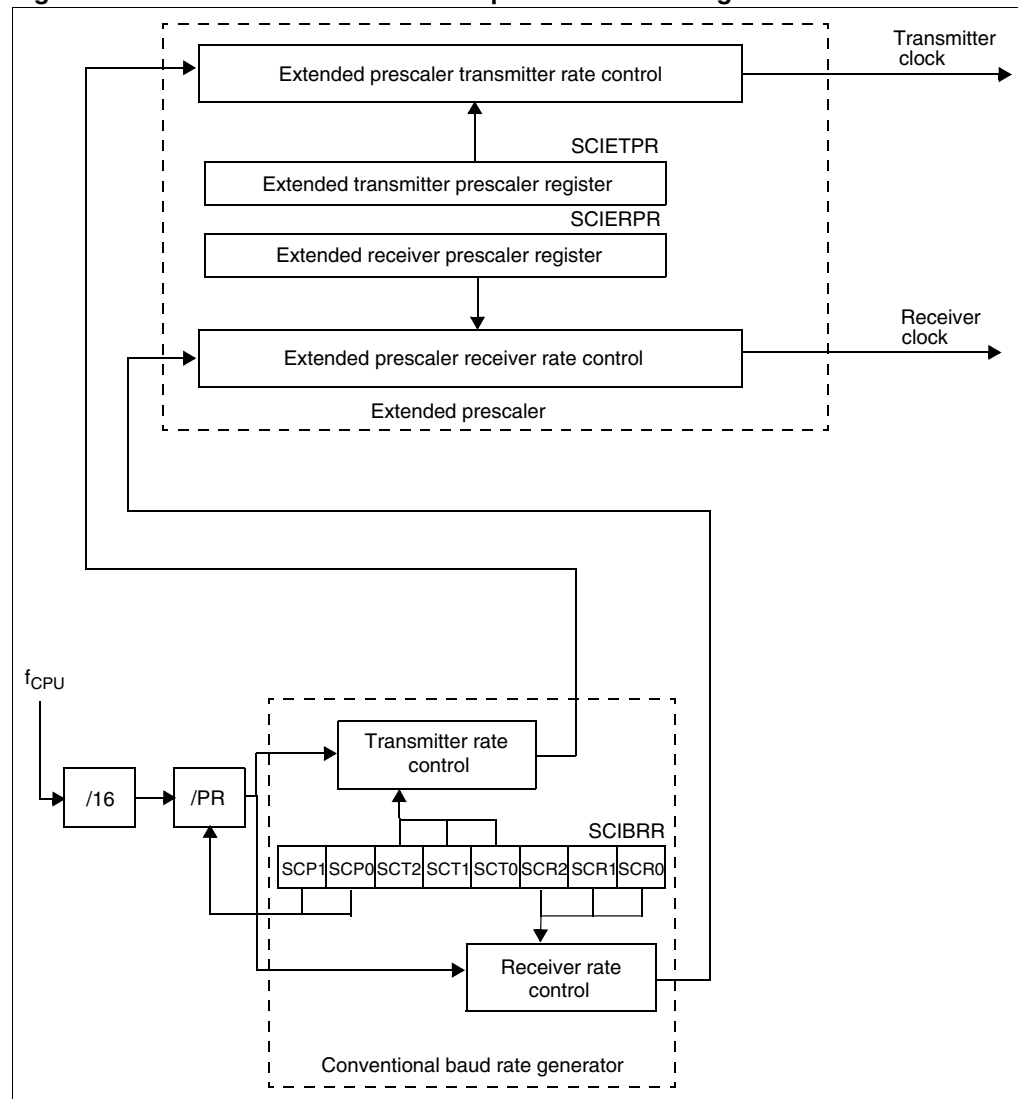 Extended prescaler transmitter rate control
Transmitter
clock
SCIETPR
Extended transmitter prescaler register
SCIERPR
Extended receiver prescaler register
Extended prescaler receiver rate control
Receiver
clock
Extended prescaler
fCPU
/16
/PR
Transmitter rate
control
SCIBRR
SCP1 SCP0 SCT2 SCT1 SCT0 SCR2 SCR1 SCR0
Receiver rate
control
Conventional baud rate generator